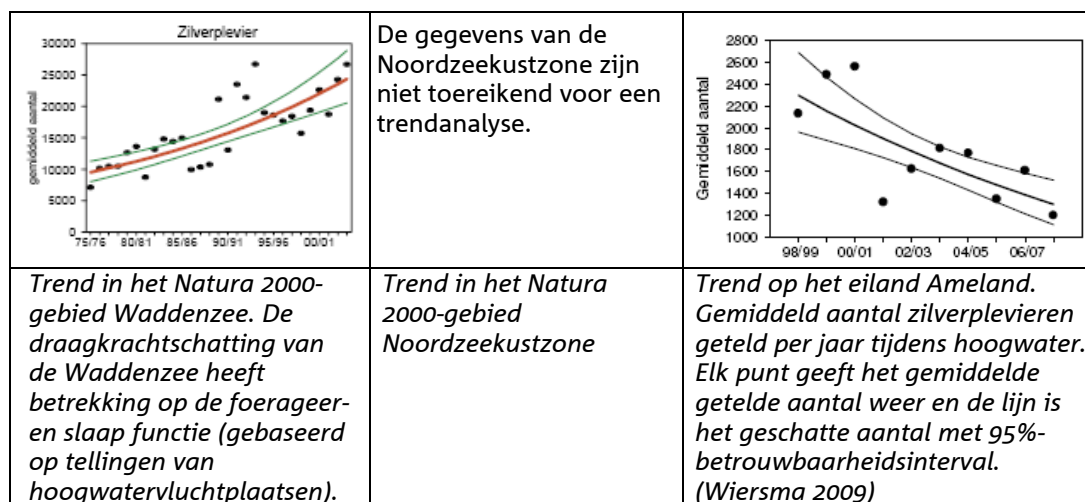 Zilverplevier
30000
25000
20000
15000
10000
5000
0
gemiddeld aantal
75/76 80/81 85/86 90/91 95/96 00/01
De gegevens van de
Noordzeekustzone zijn
niet toereikend voor een
trendanalyse.
2800
2600
2400
2200
2000
1800
1600
1400
1200
1000
Gemiddeld aantal
98/99 00/01 02/03 04/05 06/07
Trend in het Natura 2000-
gebied Waddenzee. De
draagkrachtschatting van
de Waddenzee heeft
betrekking op de foerageer-
en slaap functie (gebaseerd
op tellingen van
hoogwatervluchtplaatsen).
Trend in het Natura
2000-gebied
Noordzeekustzone
Trend op het eiland Ameland.
Gemiddeld aantal zilverplevieren
geteld per jaar tijdens hoogwater.
Elk punt geeft het gemiddelde
getelde aantal weer en de lijn is
het geschatte aantal met 95%-
betrouwbaarheidsinterval.
(Wiersma 2009)